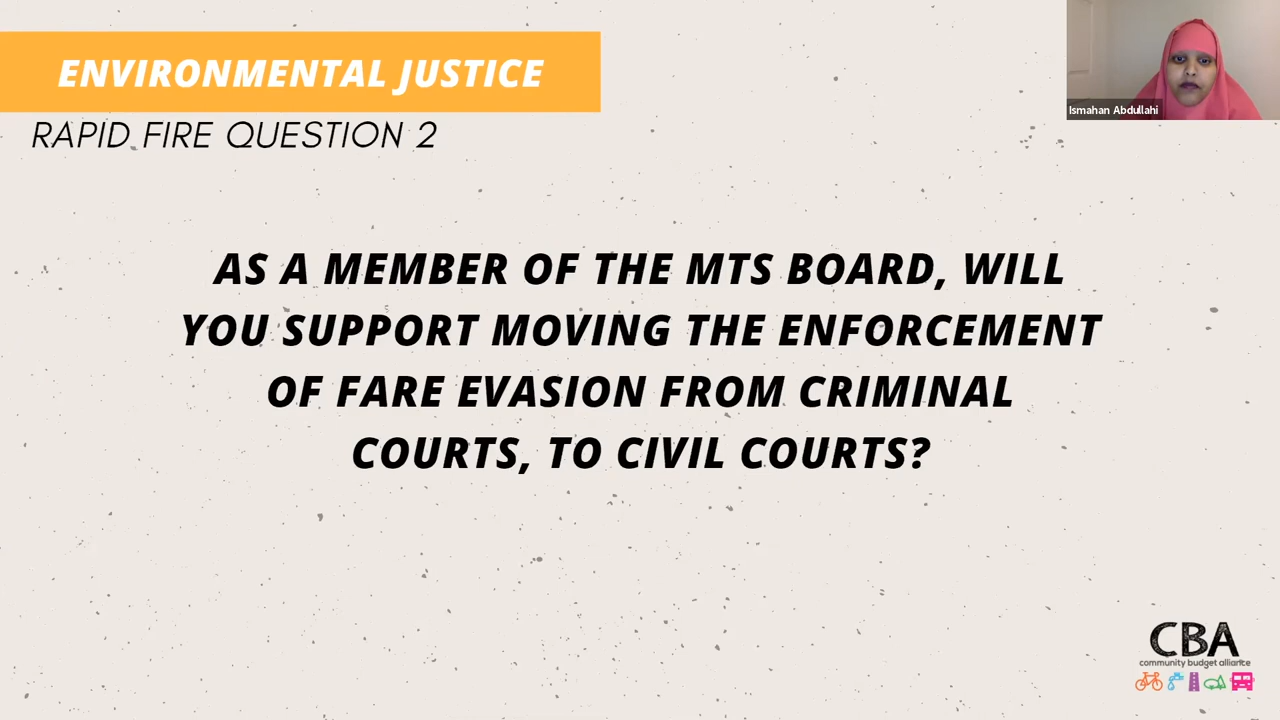 ENVIRONMENTAL JUSTICE
RAPID FIRE QUESTION 2
Ismahan Abdullahi
AS A MEMBER OF THE MTS BOARD, WILL
YOU SUPPORT MOVING THE ENFORCEMENT
OF FARE EVASION FROM CRIMINAL
COURTS, TO CIVIL COURTS?
CBA
community budget alliance